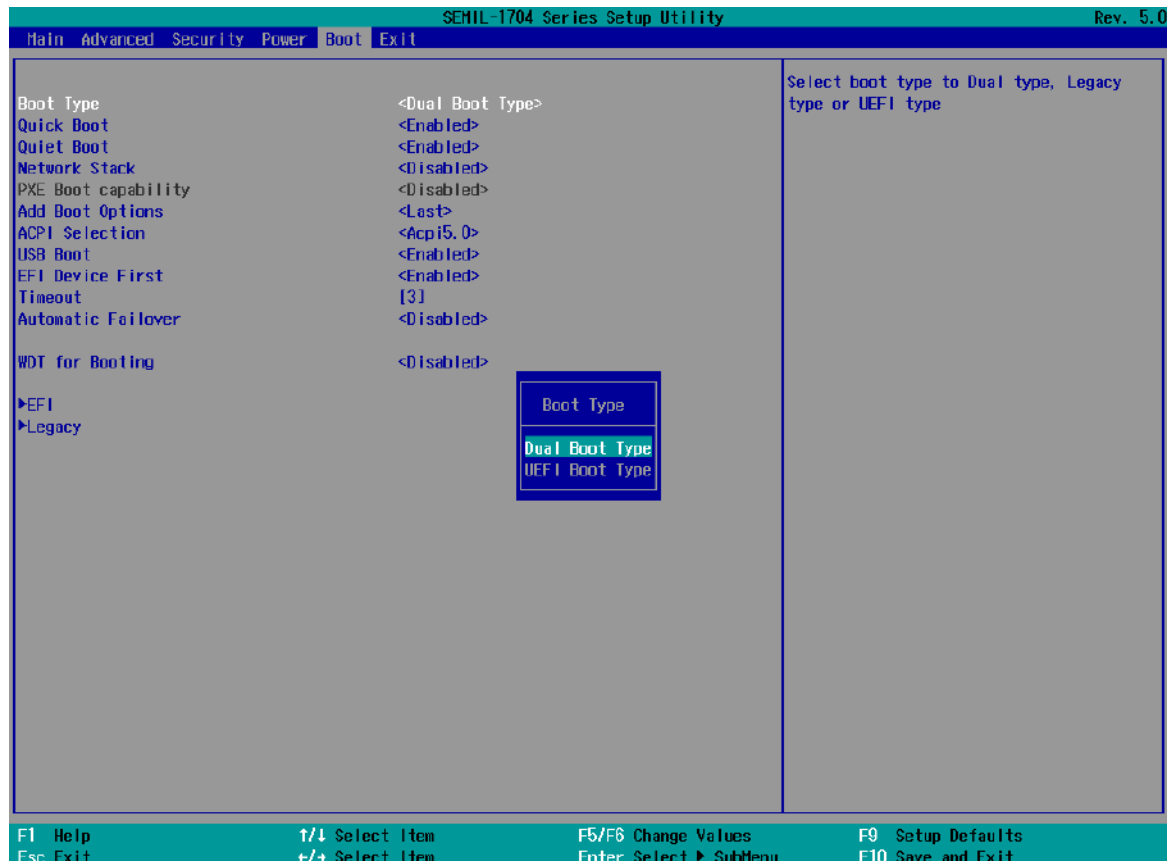 SEMIL-1704 Series Setup Utility Rev. 5.0
Main Advanced Security Power Boot Exit
Select boot type to Dual type, Legacy
type or UEFI type
Boot Type <Dual Boot Type>
Quick Boot <Enabled>
Quiet Boot <Enabled>
Network Stack <Disabled>
PXE Boot capability <Disabled>
Add Boot Options <Last>
ACPI Selection <Acpi5.0>
USB Boot <Enabled>
EFI Device First <Enabled>
Timeout [3]
Automatic Failover <Disabled>
WDT for Booting <Disabled>
▶EFI
▶Legacy
Boot Type
Dual Boot Type
UEFI Boot Type
F1 Help ↑/↓ Select Item F5/F6 Change Values F9 Setup Defaults
Esc Exit ←/→ Select Item Enter Select ▶ SubMenu F10 Save and Exit